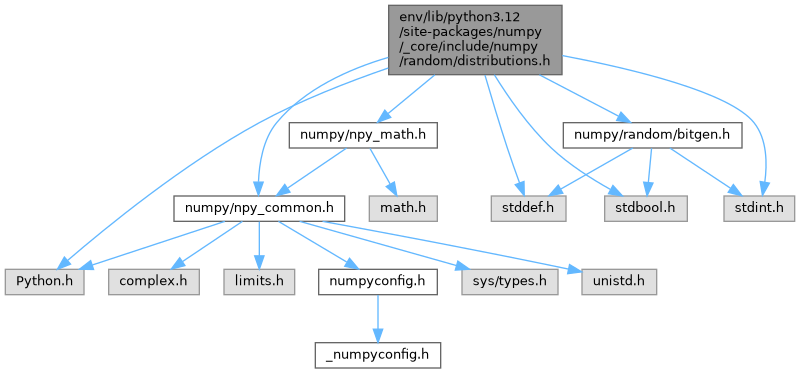 env/lib/python3.12
/site-packages/numpy
/_core/include/numpy
/random/distributions.h
numpy/npy_math.h
numpy/random/bitgen.h
numpy/npy_common.h
math.h
stddef.h
stdbool.h
stdint.h
Python.h
complex.h
limits.h
numpyconfig.h
sys/types.h
unistd.h
_numpyconfig.h